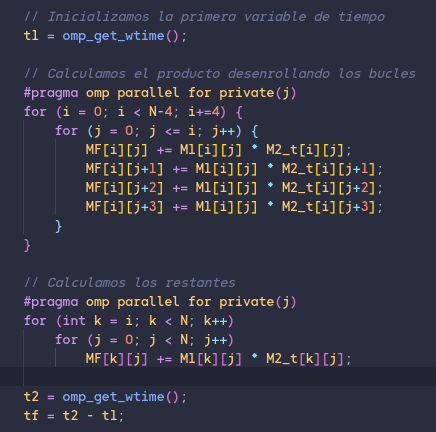 // Inicializamos la primera variable de tiempo
t1 = omp_get_wtime();
// Calculamos el producto desenrollando los bucles
#pragma omp parallel for private(j)
for (i = 0; i < N-4; i+=4) {
for (j = 0; j <= i; j++) {
MF[i][j] += M1[i][j] * M2_t[i][j];
MF[i][j+1] += M1[i][j] * M2_t[i][j+1];
MF[i][j+2] += M1[i][j] * M2_t[i][j+2];
MF[i][j+3] += M1[i][j] * M2_t[i][j+3];
}
}
// Calculamos los restantes
#pragma omp parallel for private(j)
for (int k = i; k < N; k++)
for (j = 0; j < N; j++)
MF[k][j] += M1[k][j] * M2_t[k][j];
t2 = omp_get_wtime();
tf = t2 - t1;